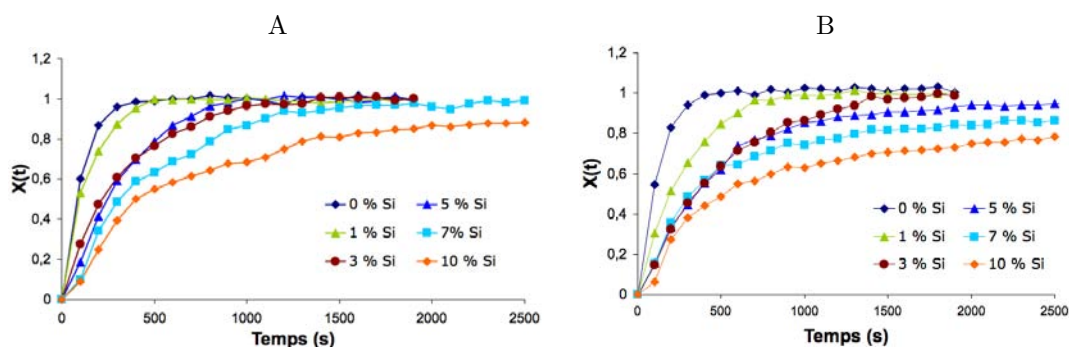 A
1,2
1
0,8
0,6
0,4
0,2
0
X(t)
0 % Si
5 % Si
1 % Si
7% Si
3 % Si
10 % Si
0
500
1000
1500
2000
2500
Temps (s)
B
1,2
1
0,8
0,6
0,4
0,2
0
X(t)
0 % Si
5 % Si
1 % Si
7 % Si
3 % Si
10 % Si
0
500
1000
1500
2000
2500
Temps (s)